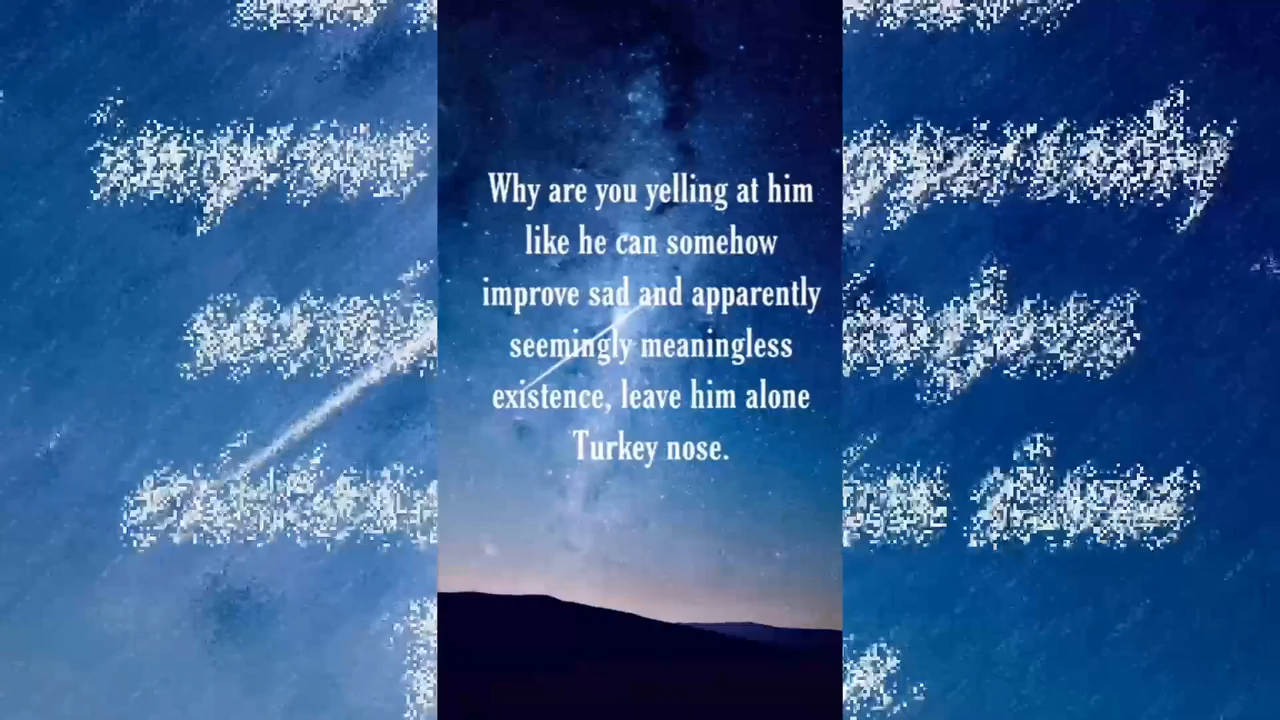 Why are you yelling at him
like he can somehow
improve sad and apparently
seemingly meaningless
existence, leave him alone
Turkey nose.